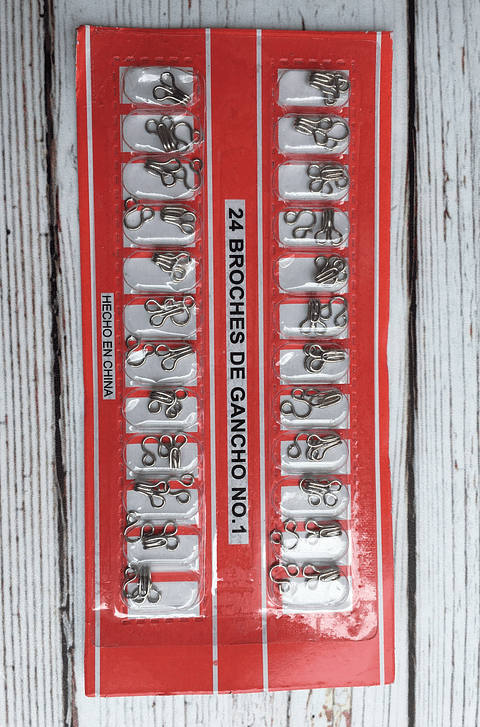 24 BROCHES DE GANCHO NO.1
HECHO EN CHINA